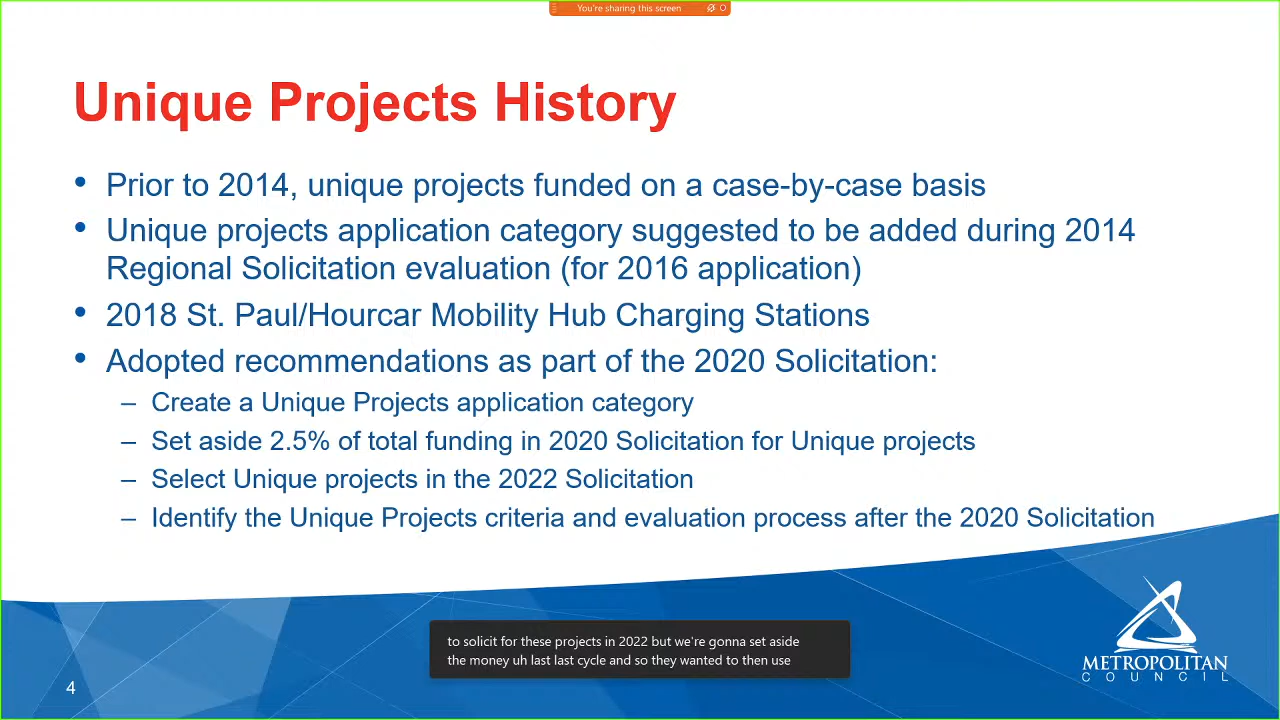 You're sharing this screen
Unique Projects History
• Prior to 2014, unique projects funded on a case-by-case basis
• Unique projects application category suggested to be added during 2014
Regional Solicitation evaluation (for 2016 application)
• 2018 St. Paul/Hourcar Mobility Hub Charging Stations
• Adopted recommendations as part of the 2020 Solicitation:
– Create a Unique Projects application category
– Set aside 2.5% of total funding in 2020 Solicitation for Unique projects
– Select Unique projects in the 2022 Solicitation
– Identify the Unique Projects criteria and evaluation process after the 2020 Solicitation
to solicit for these projects in 2022 but we're gonna set aside
the money uh last last cycle and so they wanted to then use
METROPOLITAN
COUNCIL
4